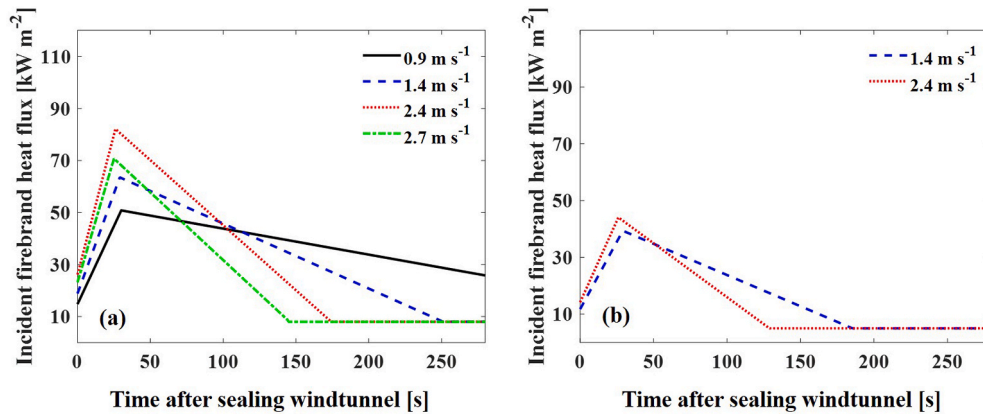 Incident firebrand heat flux [kW m-2]
110
90
70
50
30
10
0.9 m s-1
1.4 m s-1
2.4 m s-1
2.7 m s-1
(a)
0 50 100 150 200 250
Time after sealing windtunnel [s]
Incident firebrand heat flux [kW m-2]
90
70
50
30
10
1.4 m s-1
2.4 m s-1
(b)
0 50 100 150 200 250
Time after sealing windtunnel [s]